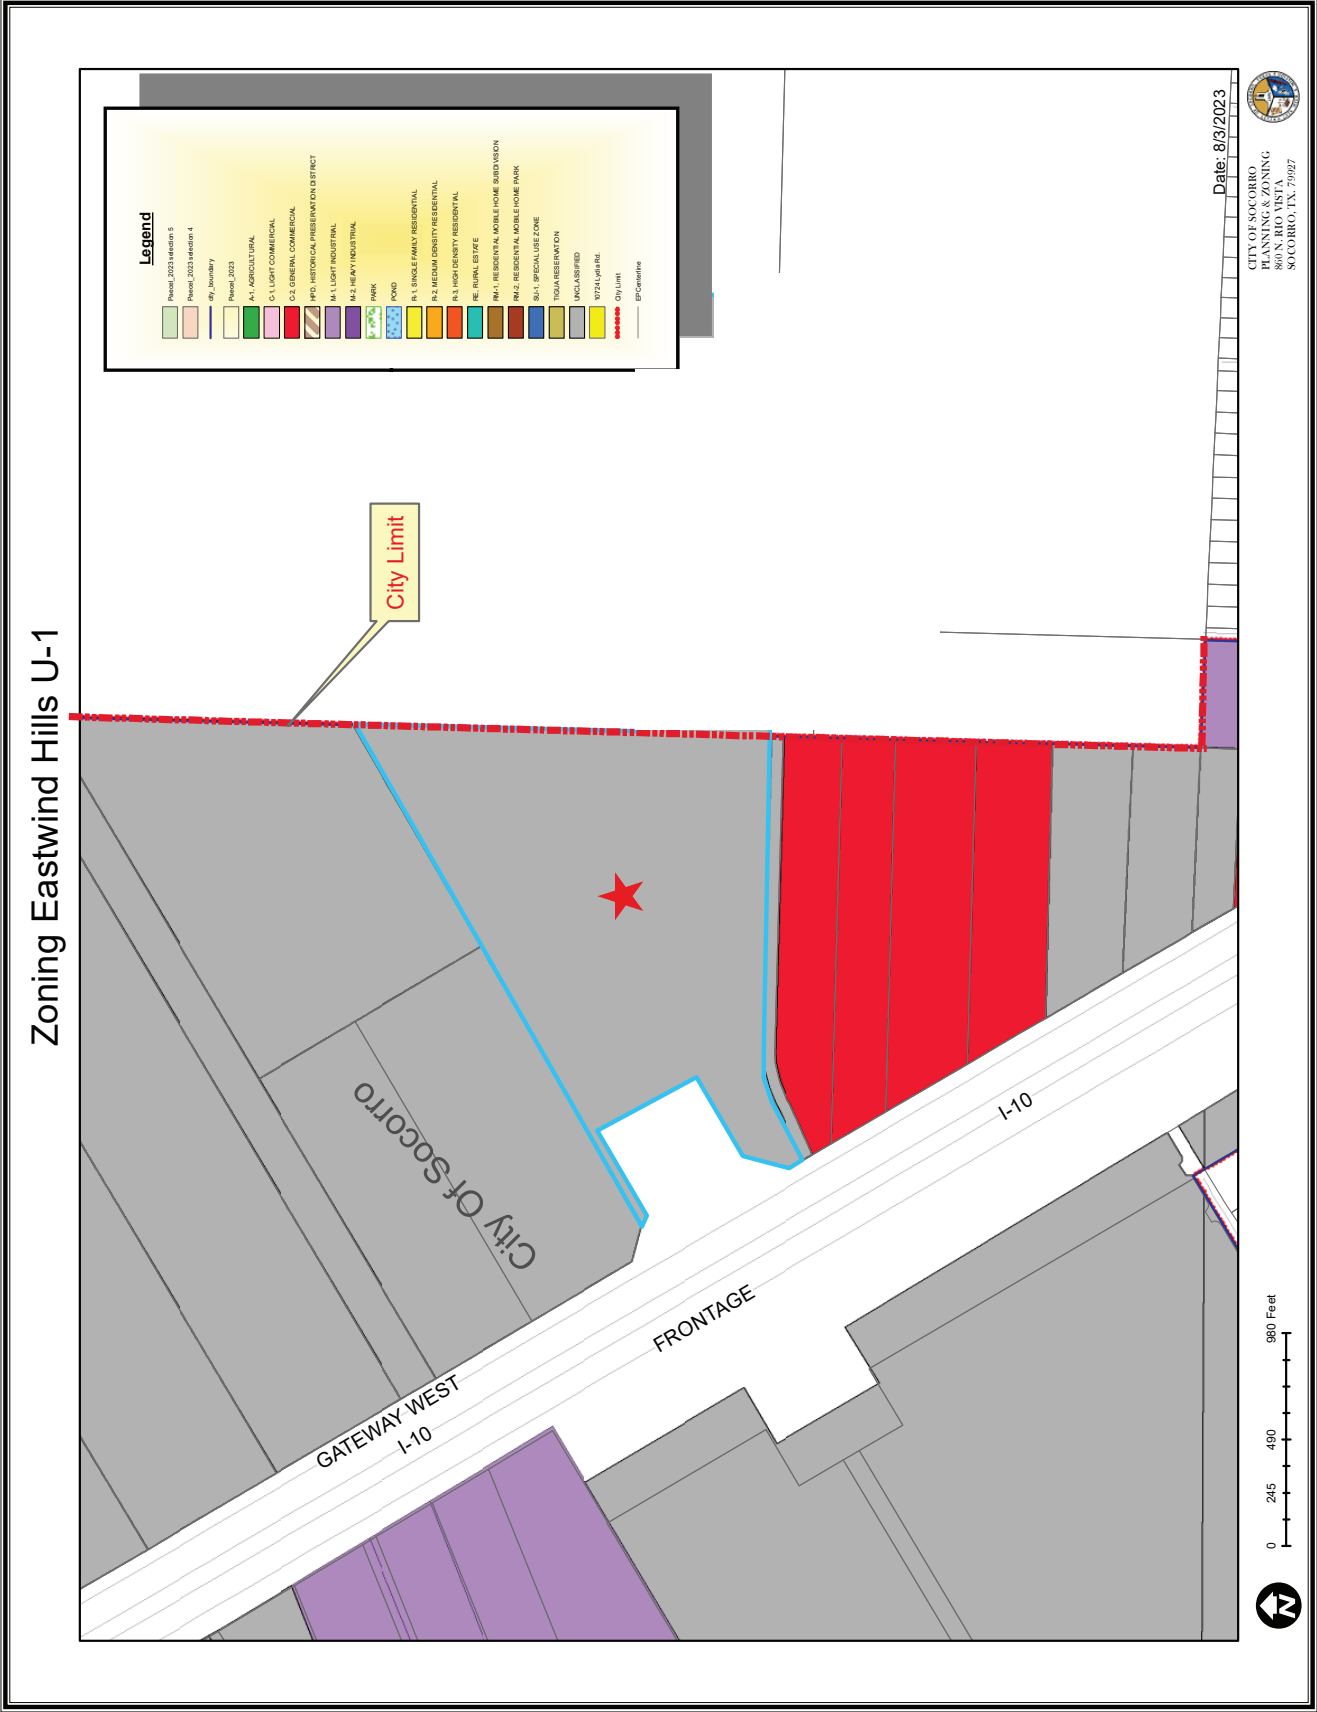 Zoning Eastwind Hills U-1
Legend
Paecel_2023 selection 5
Paecel_2023 selection 4
city_boundary
Paecel_2023
A-1, AGRICULTURAL
C-1, LIGHT COMMERCIAL
C-2, GENERAL COMMERCIAL
HPD, HISTORICAL PRESERVATION DISTRICT
M-1, LIGHT INDUSTRIAL
M-2, HEAVY INDUSTRIAL
PARK
POND
R-1, SINGLE FAMILY RESIDENTIAL
R-2, MEDIUM DENSITY RESIDENTIAL
R-3, HIGH DENSITY RESIDENTIAL
RE, RURAL ESTATE
RM-1, RESIDENTIAL MOBILE HOME SUBDIVISION
RM-2, RESIDENTIAL MOBILE HOME PARK
SU-1, SPECIAL USE ZONE
TIGUA RESERVATION
UNCLASSIFIED
10724 Lydia Rd.
City Limit
EPCenterline
City Limit
City Of Socorro
GATEWAY WEST
I-10
FRONTAGE
I-10
Date: 8/3/2023
CITY OF SOCORRO
PLANNING & ZONING
860 N. RIO VISTA
SOCORRO, TX. 79927
0 245 490 980 Feet
N